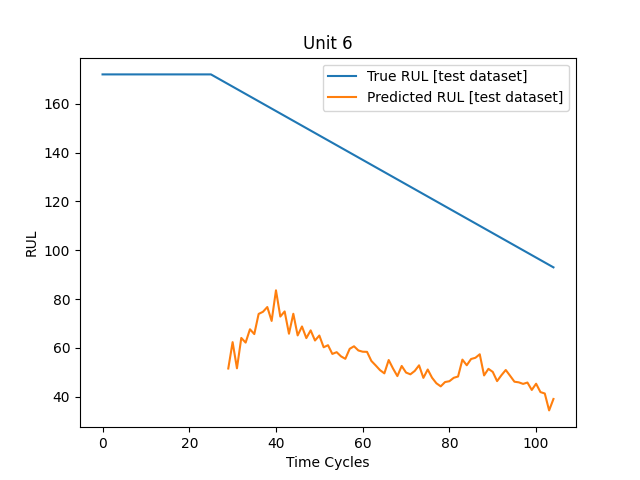 Unit 6
True RUL [test dataset]
Predicted RUL [test dataset]
RUL
160
140
120
100
80
60
40
0 20 40 60 80 100
Time Cycles